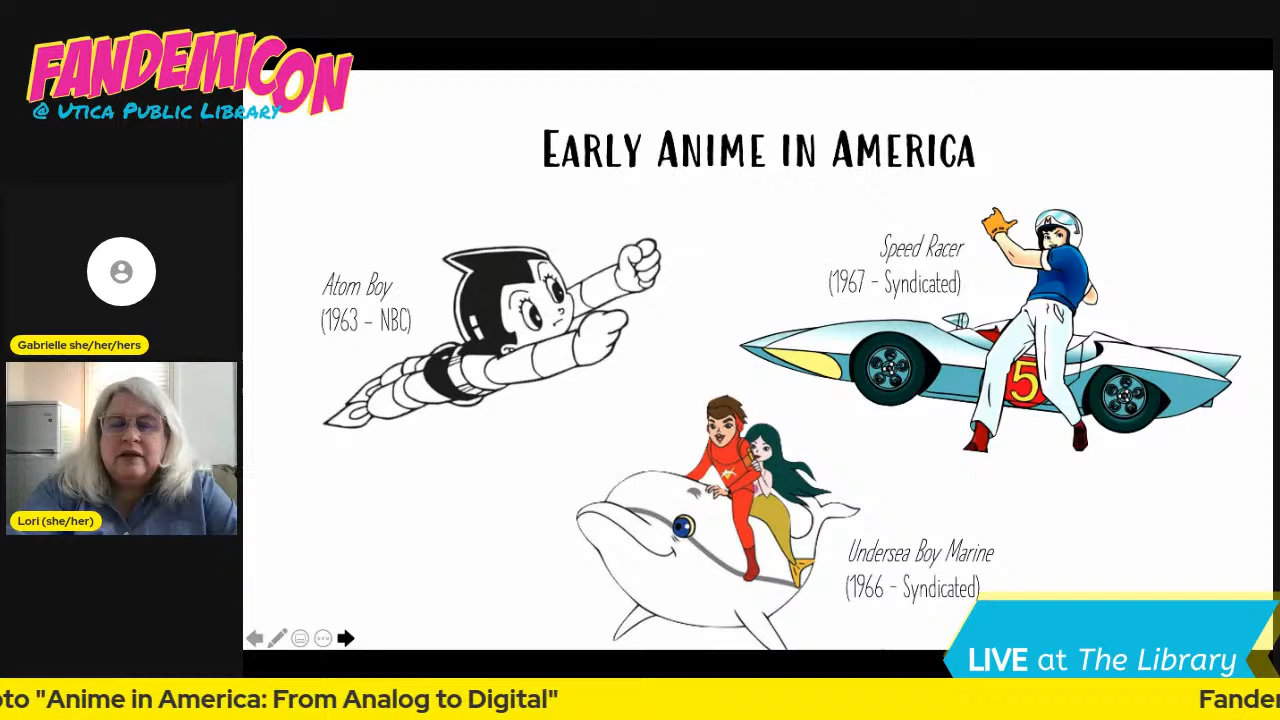 FANDEMICON
@ Utica Public Library
Early Anime in America
Speed Racer
(1967 – Syndicated)
Atom Boy
(1963 – NBC)
M
5
Gabrielle she/her/hers
Lori (she/her)
Undersea Boy Marine
(1966 – Syndicated)
LIVE at The Library
oto "Anime in America: From Analog to Digital"
Fander